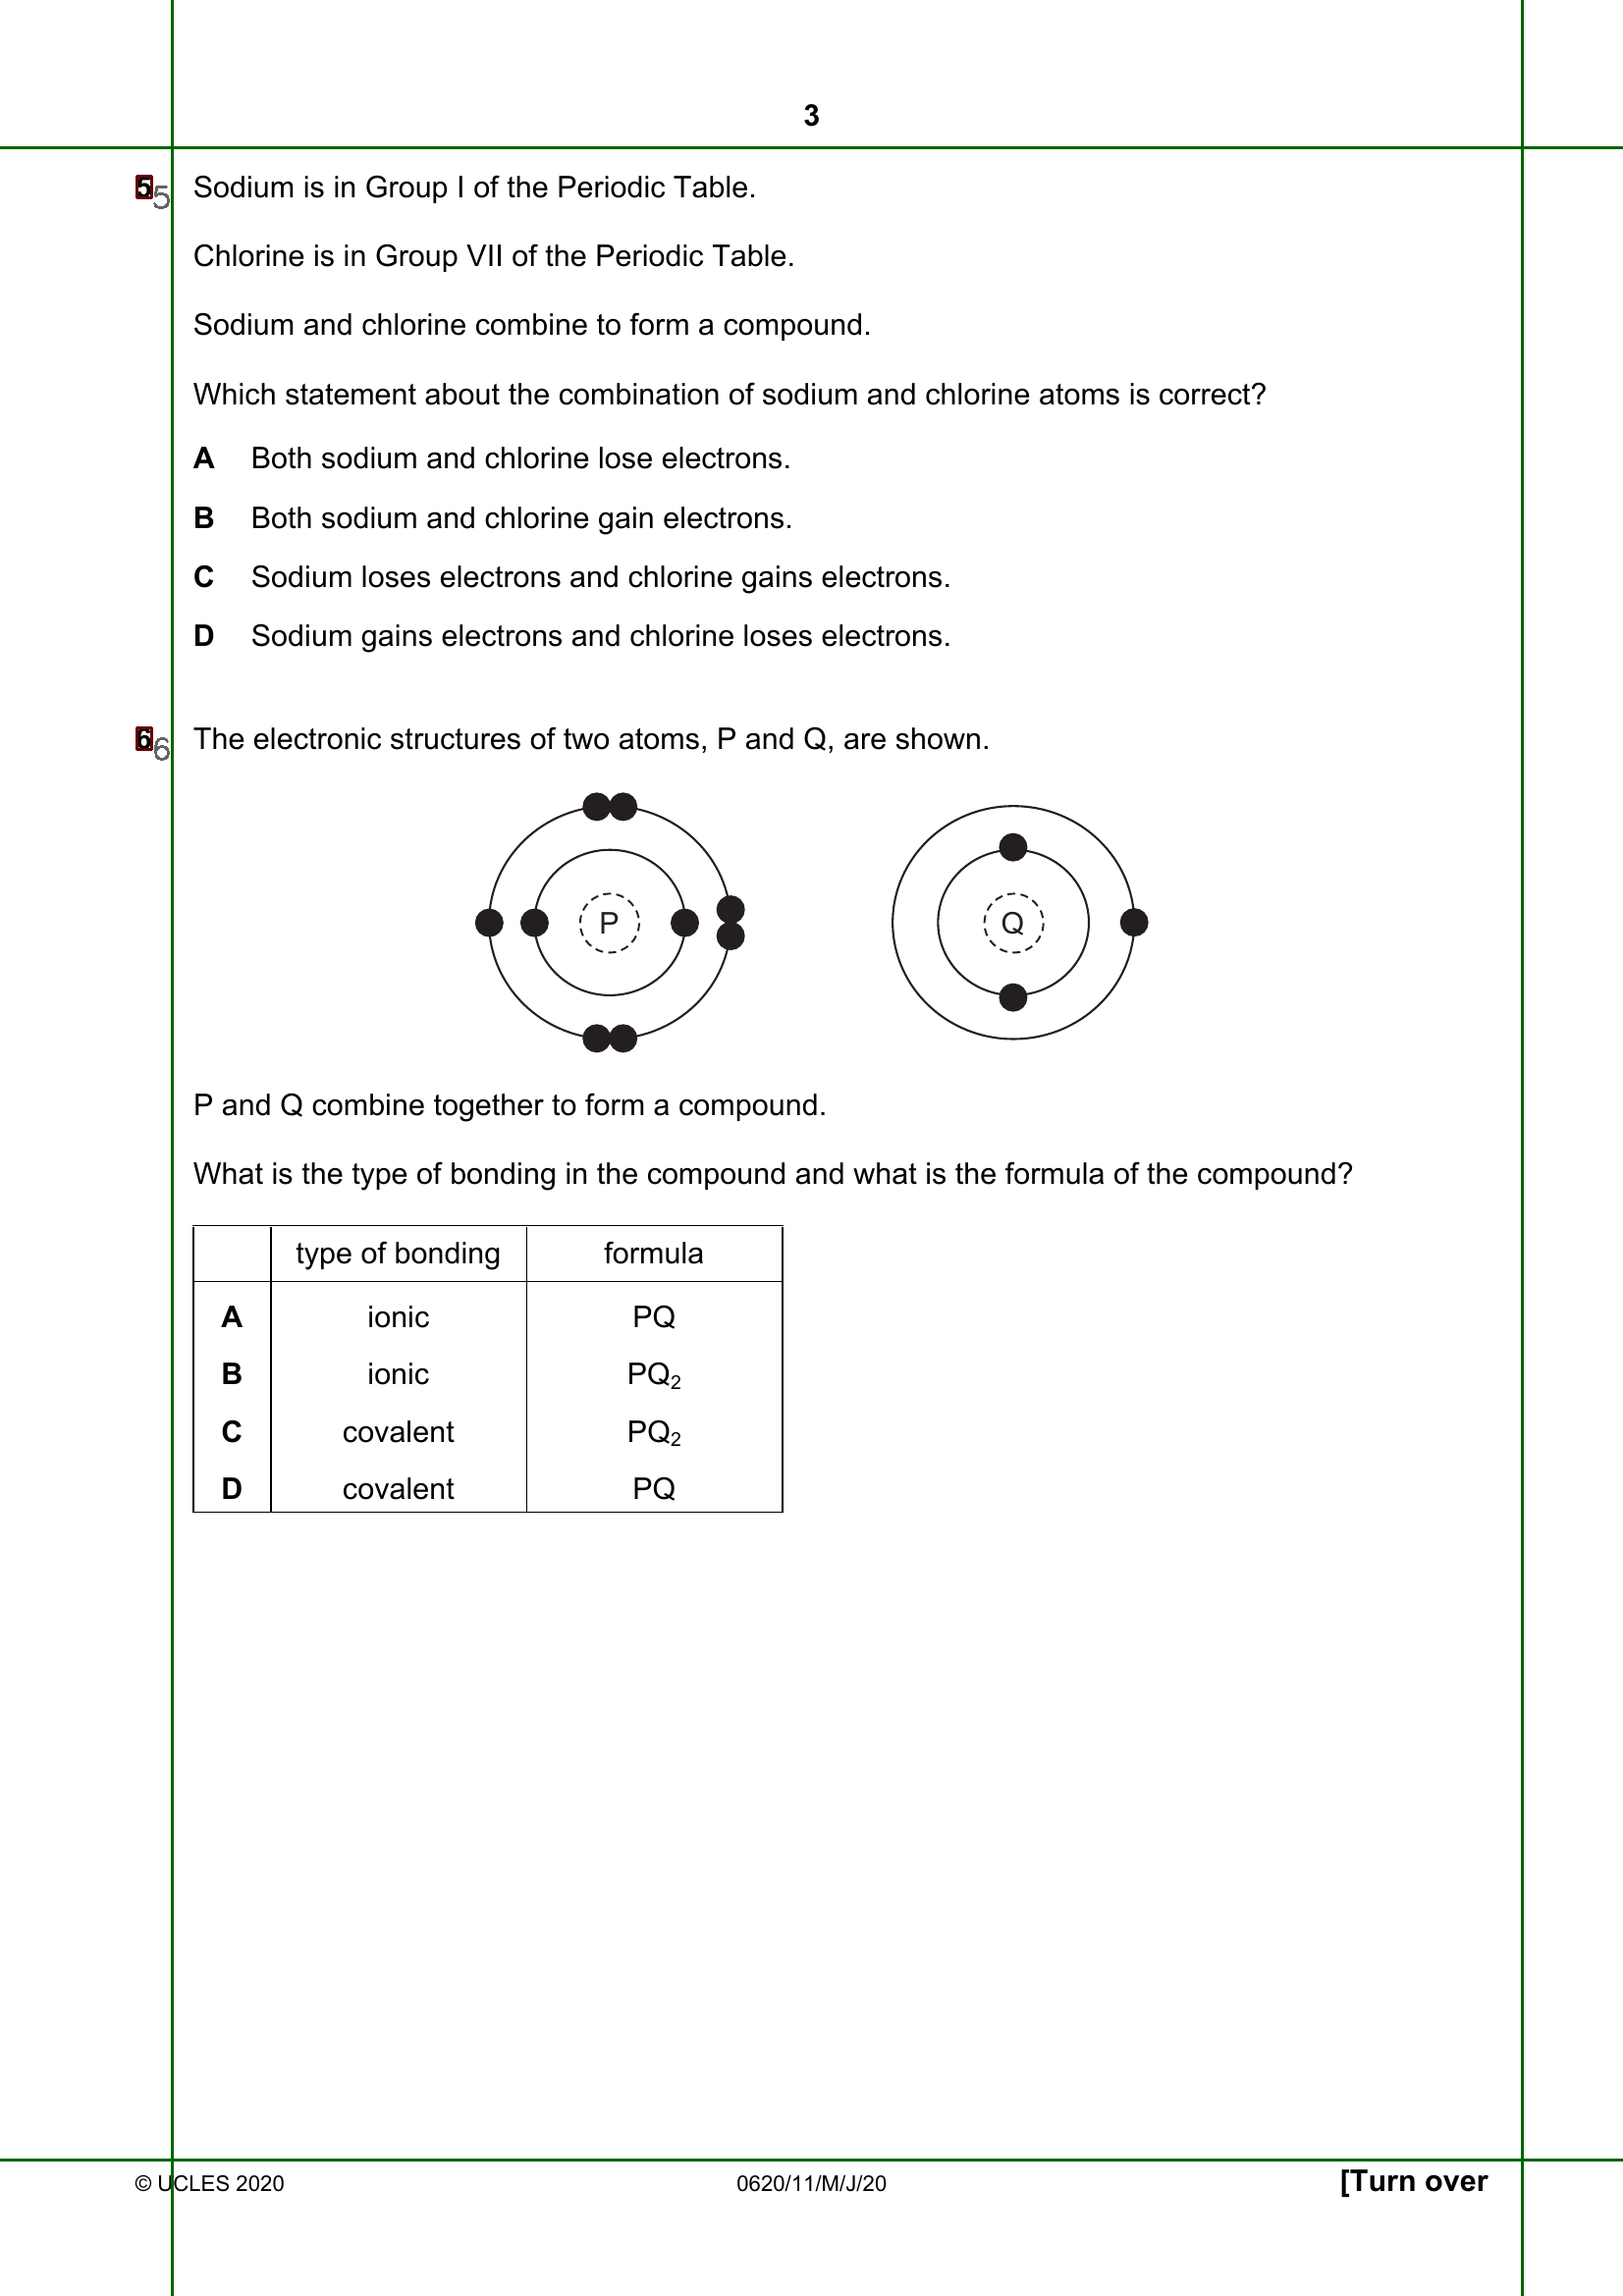 3
5 5 Sodium is in Group I of the Periodic Table.
Chlorine is in Group VII of the Periodic Table.
Sodium and chlorine combine to form a compound.
Which statement about the combination of sodium and chlorine atoms is correct?
A Both sodium and chlorine lose electrons.
B Both sodium and chlorine gain electrons.
C Sodium loses electrons and chlorine gains electrons.
D Sodium gains electrons and chlorine loses electrons.
6 6 The electronic structures of two atoms, P and Q, are shown.
P Q
P and Q combine together to form a compound.
What is the type of bonding in the compound and what is the formula of the compound?
type of bonding formula
A ionic PQ
B ionic PQ₂
C covalent PQ₂
D covalent PQ
© UCLES 2020 0620/11/M/J/20 [Turn over